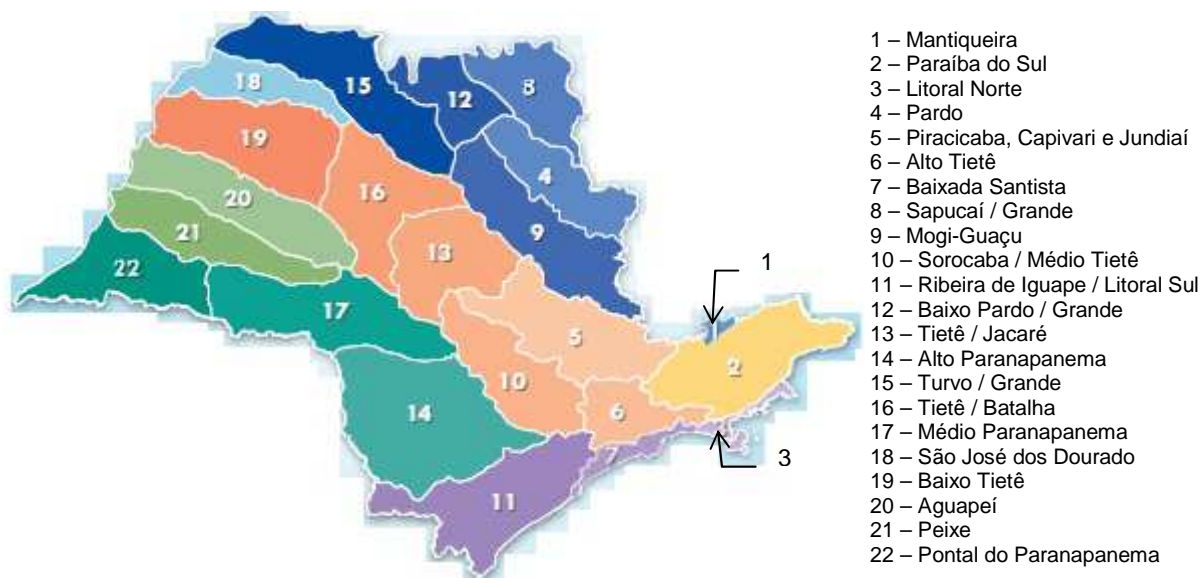 18
15
12
8
19
4
16
20
9
21
13
22
1
17
5
2
10
14
6
7
3
11
1 – Mantiqueira
2 – Paraíba do Sul
3 – Litoral Norte
4 – Pardo
5 – Piracicaba, Capivari e Jundiaí
6 – Alto Tietê
7 – Baixada Santista
8 – Sapucaí / Grande
9 – Mogi-Guaçu
10 – Sorocaba / Médio Tietê
11 – Ribeira de Iguape / Litoral Sul
12 – Baixo Pardo / Grande
13 – Tietê / Jacaré
14 – Alto Paranapanema
15 – Turvo / Grande
16 – Tietê / Batalha
17 – Médio Paranapanema
18 – São José dos Dourado
19 – Baixo Tietê
20 – Aguapeí
21 – Peixe
22 – Pontal do Paranapanema